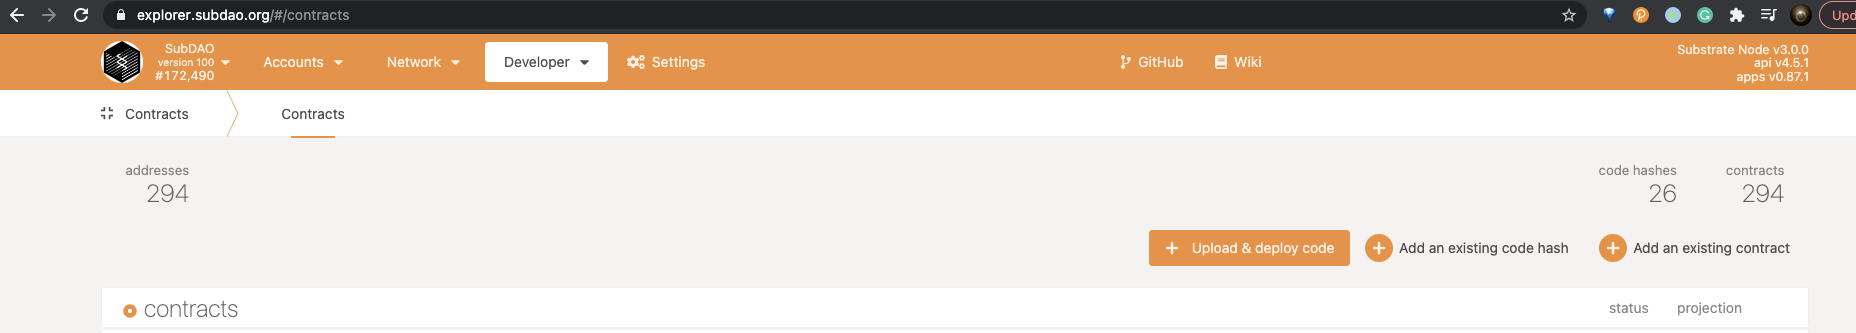 explorer.subdao.org/#/contracts
Upd
SubDAO
version 100
#172,490
Accounts
Network
Developer
Settings
GitHub
Wiki
Substrate Node v3.0.0
api v4.5.1
apps v0.87.1
Contracts
Contracts
addresses
294
code hashes
26
contracts
294
Upload & deploy code
Add an existing code hash
Add an existing contract
contracts
status
projection